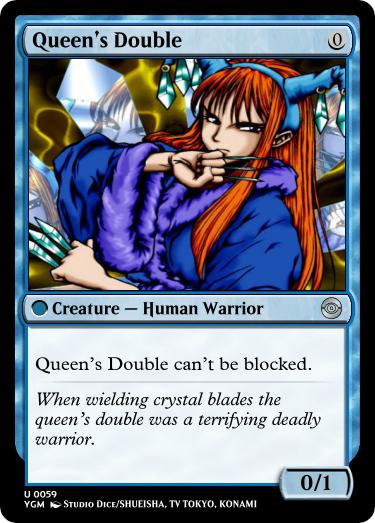 Queen's Double 0
Creature — Human Warrior
Queen's Double can't be blocked.
When wielding crystal blades the
queen's double was a terrifying deadly
warrior.
0/1
U 0059
YGM Studio Dice/SHUEISHA, TV TOKYO, KONAMI